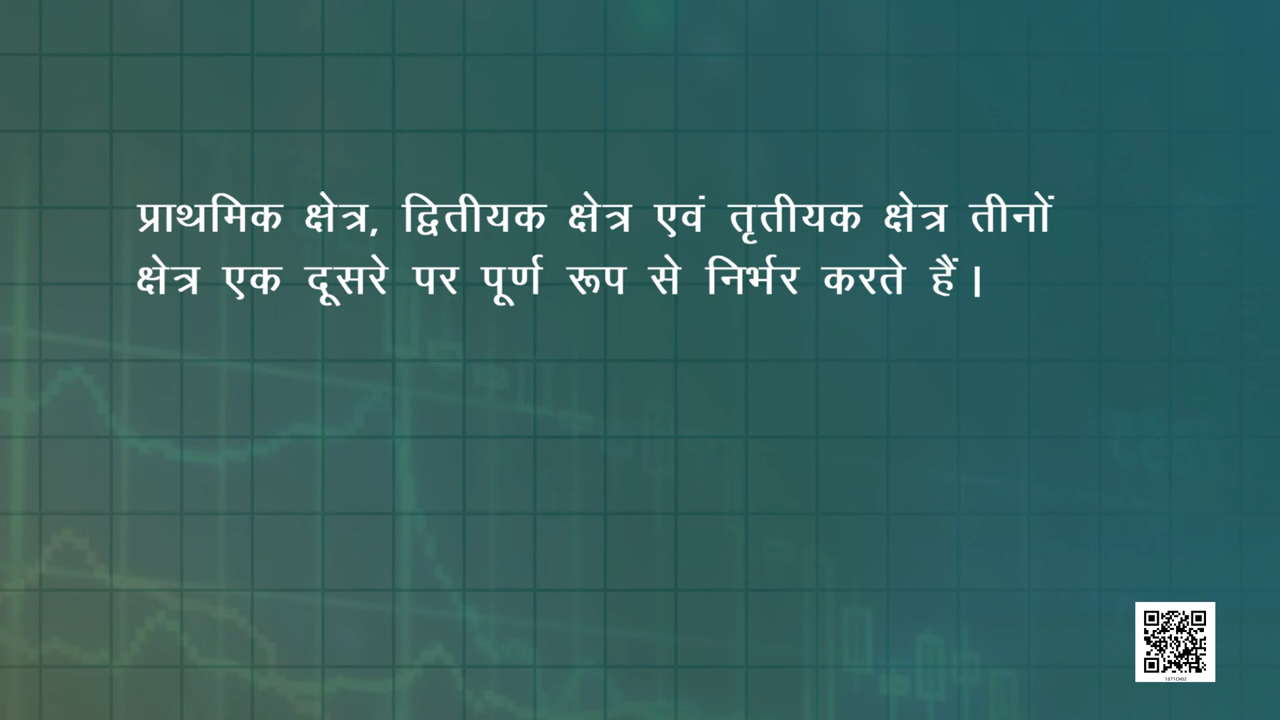 प्राथमिक क्षेत्र, द्वितीयक क्षेत्र एवं तृतीयक क्षेत्र तीनों
क्षेत्र एक दूसरे पर पूर्ण रूप से निर्भर करते हैं।